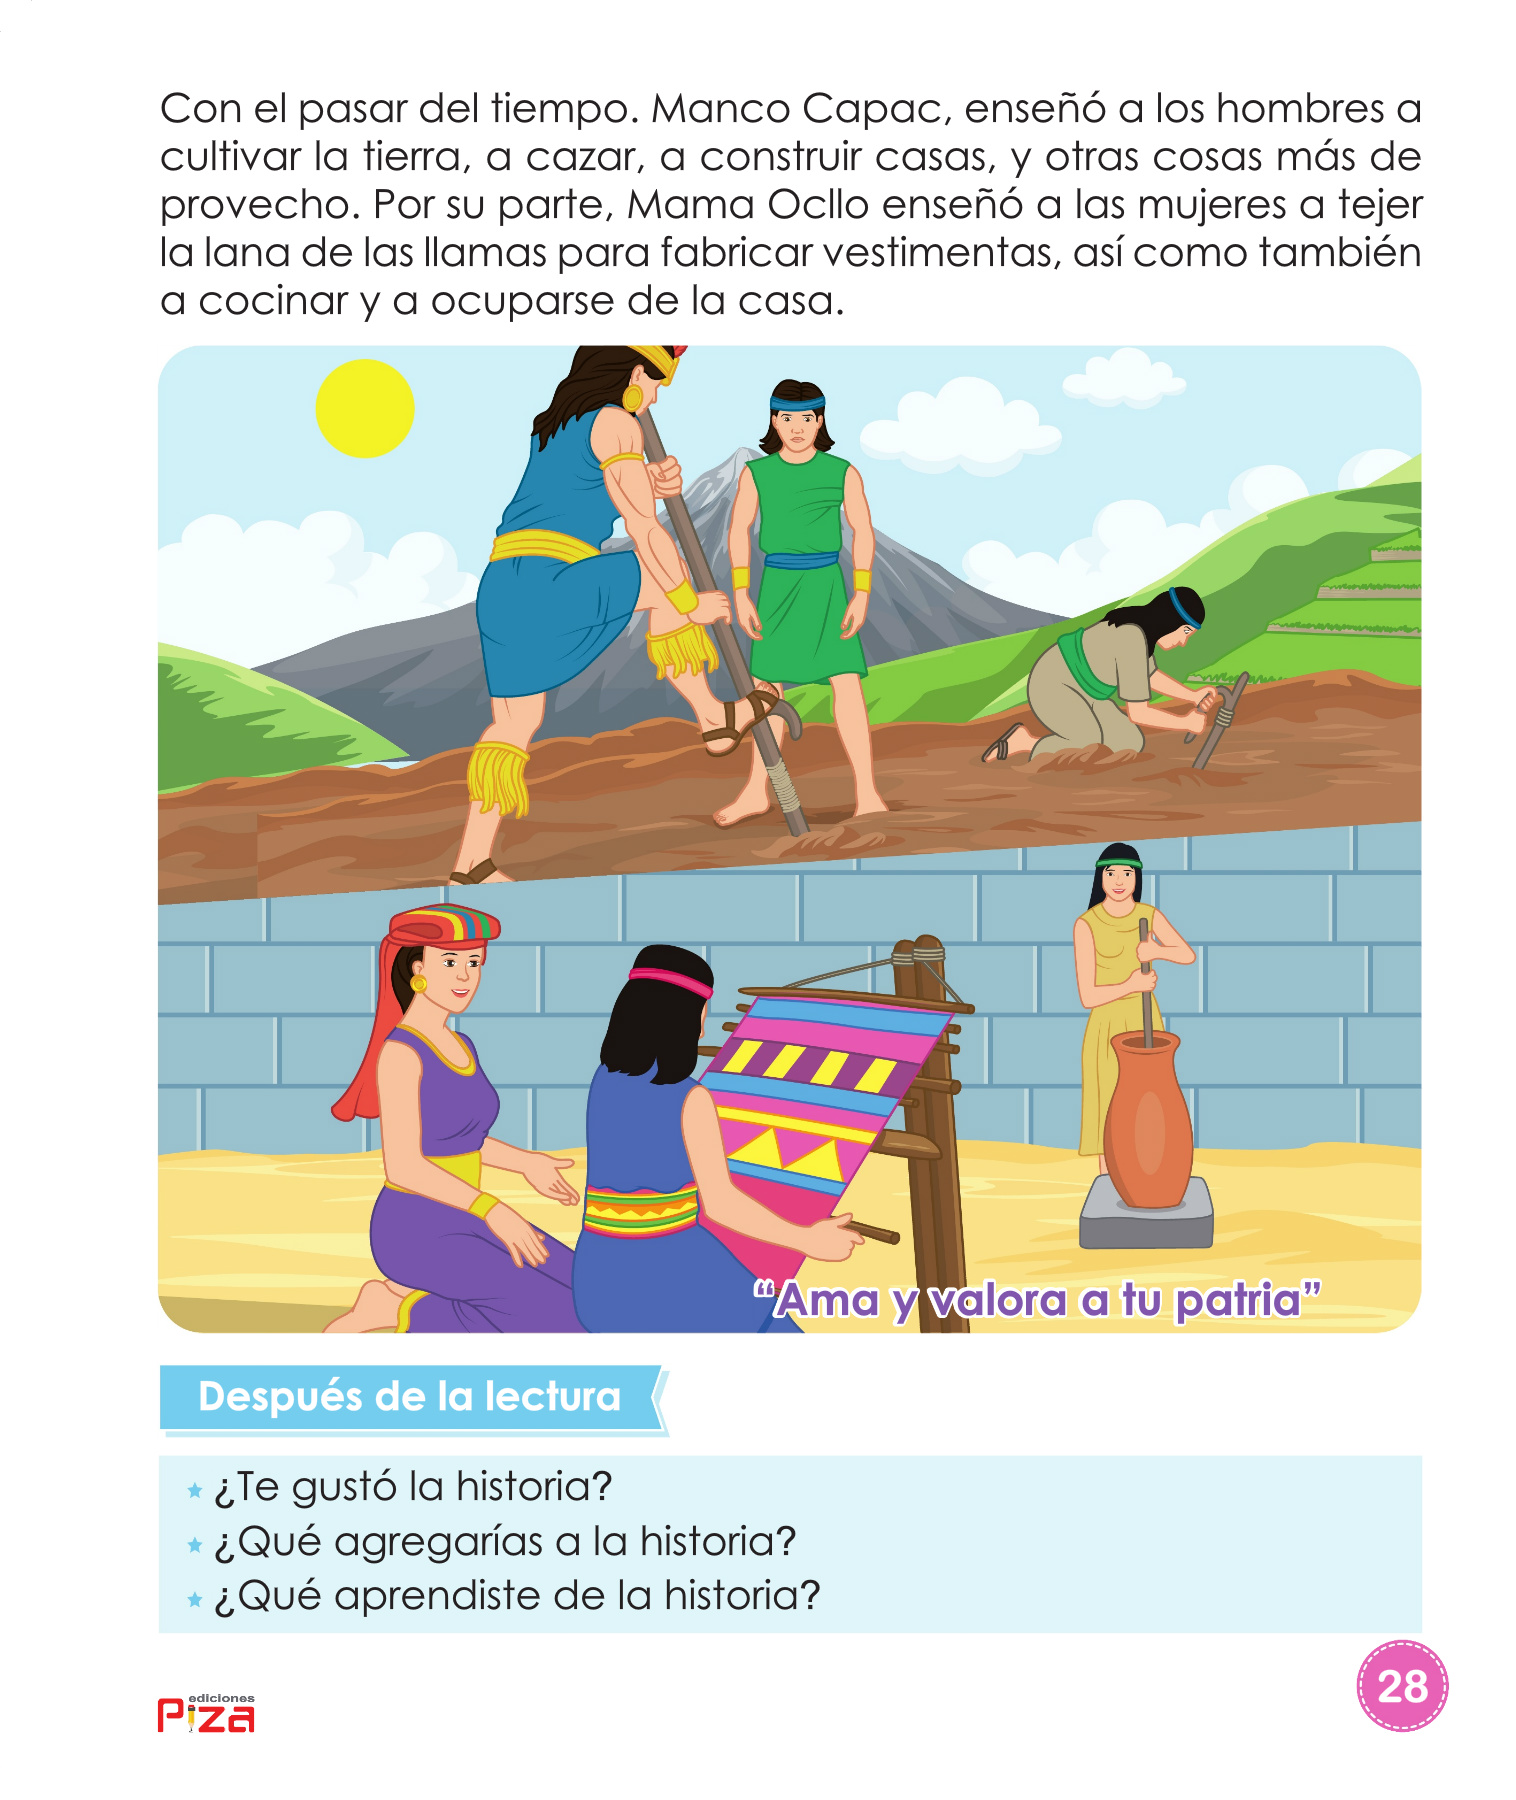 Con el pasar del tiempo. Manco Capac, enseñó a los hombres a
cultivar la tierra, a cazar, a construir casas, y otras cosas más de
provecho. Por su parte, Mama Ocllo enseñó a las mujeres a tejer
la lana de las llamas para fabricar vestimentas, así como también
a cocinar y a ocuparse de la casa.
“Ama y valora a tu patria”
Después de la lectura
¿Te gustó la historia?
¿Qué agregarías a la historia?
¿Qué aprendiste de la historia?
28
ediciones
Piza